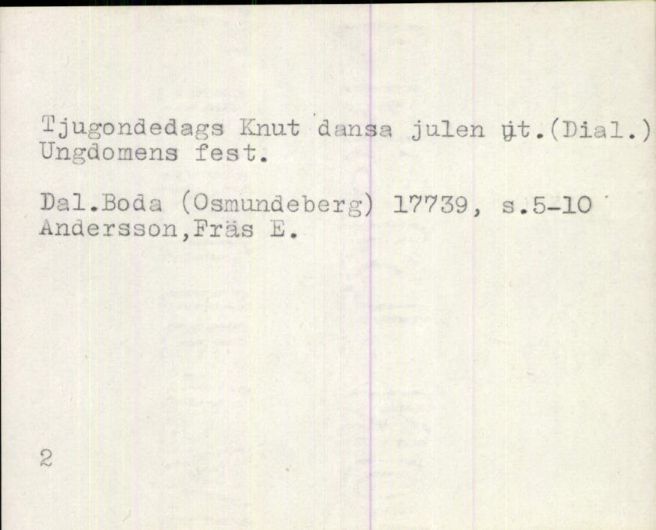 Tjugondedags Knut dansa julen ut.(Dial.)
Ungdomens fest.
Dal.Boda (Osmundeberg) 17739, s.5-10
Andersson,Fräs E.
2